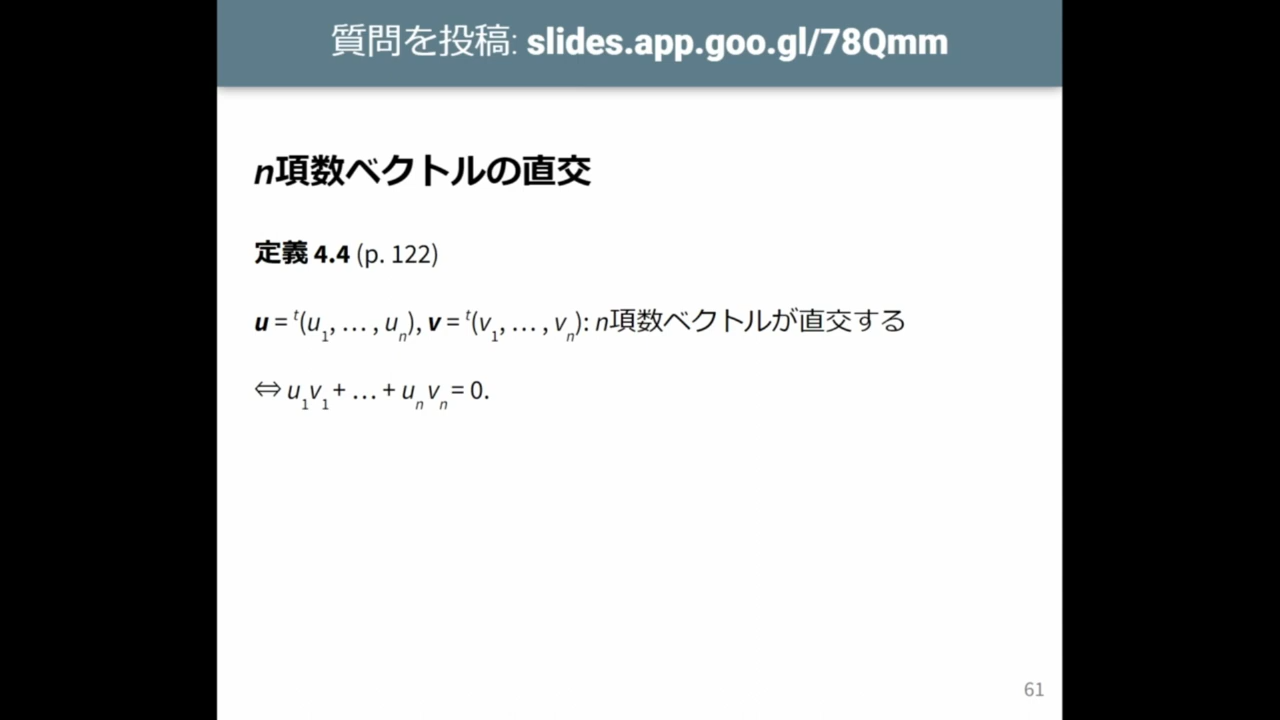 質問を投稿: slides.app.goo.gl/78Qmm
n項数ベクトルの直交
定義 4.4 (p. 122)
u = ᵗ(u₁, … , uₙ), v = ᵗ(v₁, … , vₙ): n項数ベクトルが直交する
⇔ u₁v₁ + … + uₙvₙ = 0.
61